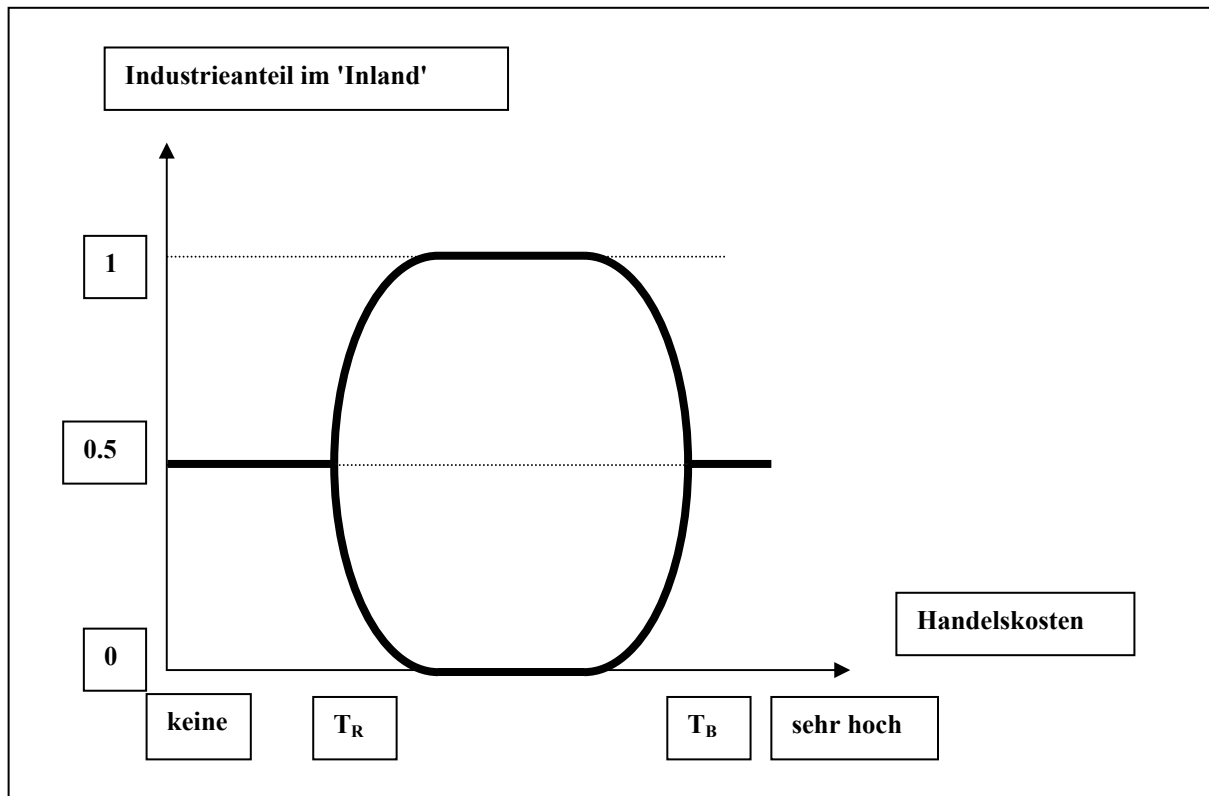 Industrieanteil im 'Inland'
1
0.5
0
Handelskosten
keine
T_R
T_B
sehr hoch